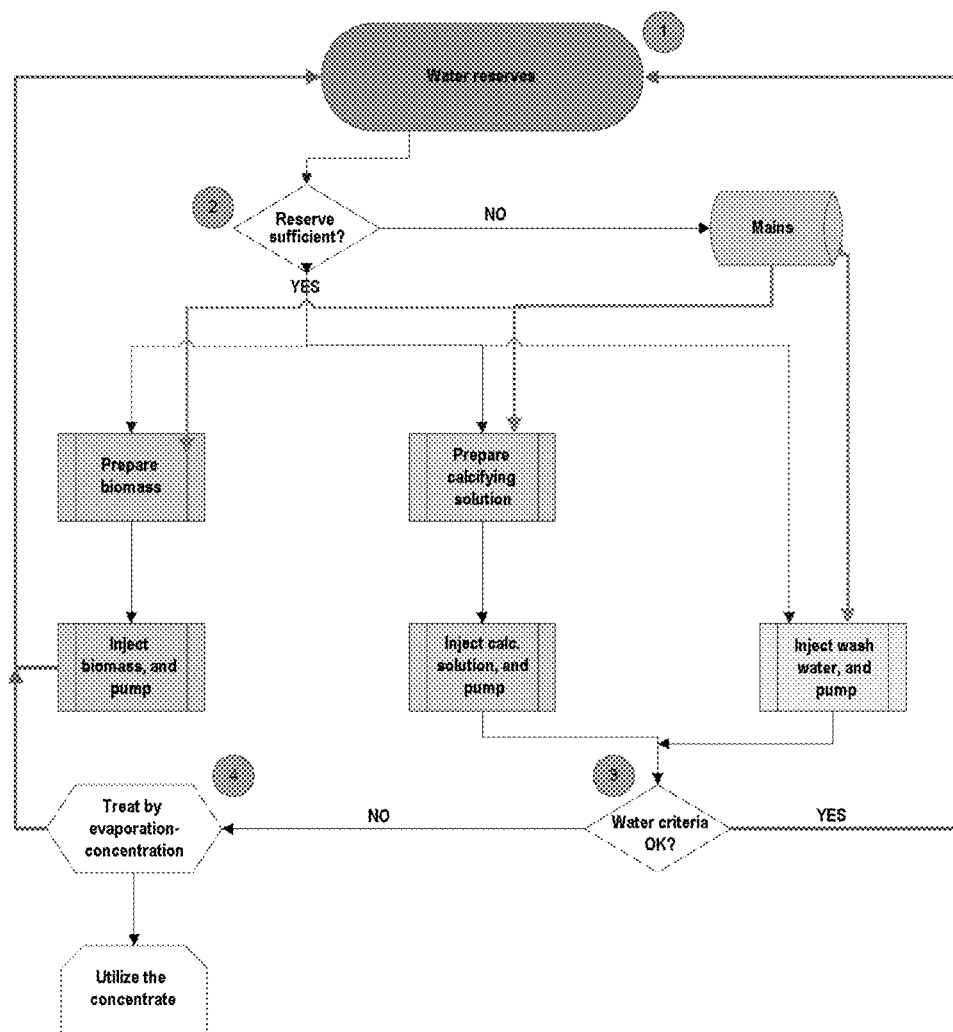 1
Water reserves
2
Reserve
sufficient?
NO
Mains
YES
Prepare
biomass
Prepare
calcifying
solution
Inject
biomass, and
pump
Inject calc.
solution, and
pump
Inject wash
water, and
pump
4
3
Treat by
evaporation-
concentration
NO
Water criteria
OK?
YES
Utilize the
concentrate